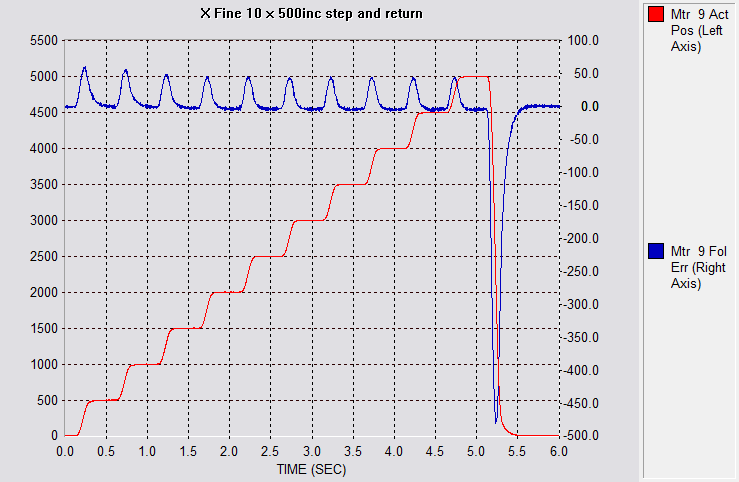 X Fine 10 x 500inc step and return
5500
5000
4500
4000
3500
3000
2500
2000
1500
1000
500
0
100.0
50.0
0.0
-50.0
-100.0
-150.0
-200.0
-250.0
-300.0
-350.0
-400.0
-450.0
-500.0
0.0 0.5 1.0 1.5 2.0 2.5 3.0 3.5 4.0 4.5 5.0 5.5 6.0
TIME (SEC)
Mtr 9 Act
Pos (Left
Axis)
Mtr 9 Fol
Err (Right
Axis)